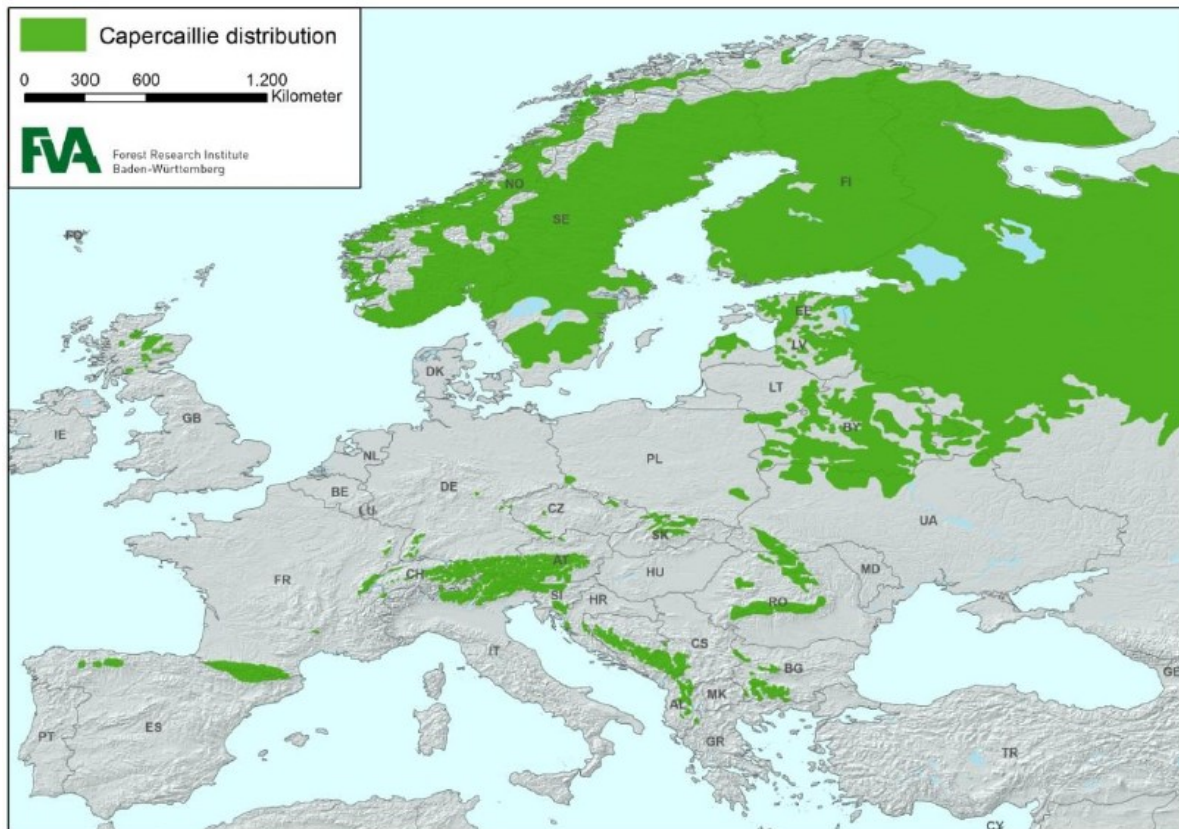 Capercaillie distribution
0 300 600 1.200
Kilometer
FVA Forest Research Institute
Baden-Württemberg
NO
FI
SE
FO
EE
LV
DK
LT
GB
IE
BY
NL
PL
DE
BE
LU
CZ
UA
SK
FR
CH
AT
HU
MD
SI
HR
RO
CS
IT
BG
GE
MK
AL
PT
ES
GR
TR
CY